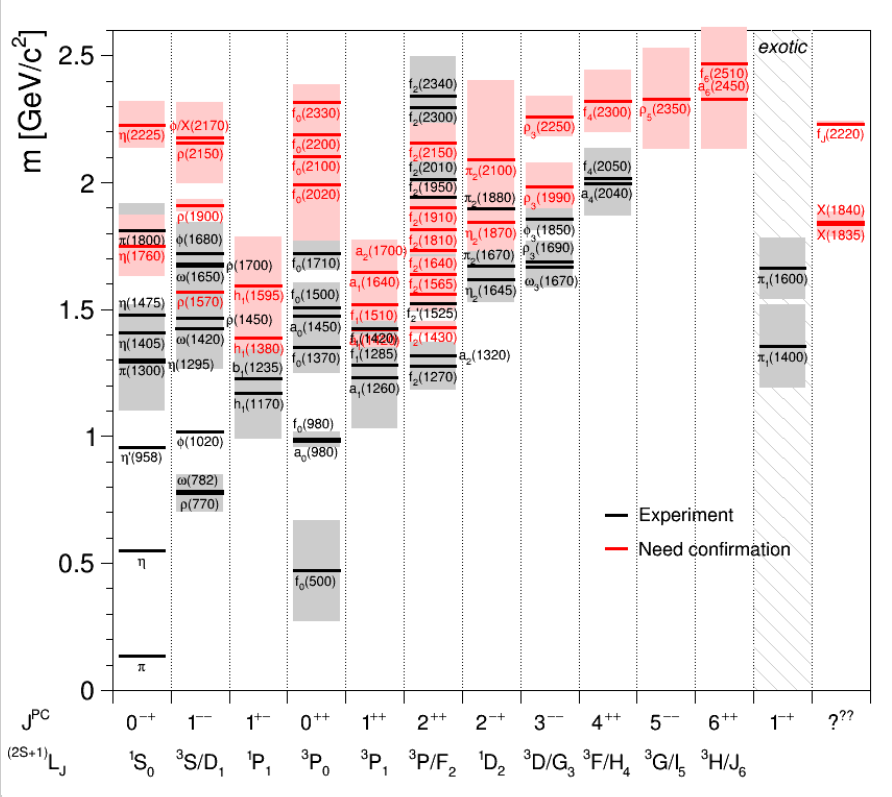 m [GeV/c²]
2.5
2
1.5
1
0.5
0
exotic
η(2225)
π(1800)
η(1760)
η(1475)
η(1405)
π(1300)
η(1295)
η'(958)
η
π
φ/X(2170)
ρ(2150)
ρ(1900)
φ(1680)
ρ(1700)
ω(1650)
ρ(1570)
ρ(1450)
ω(1420)
φ(1020)
ω(782)
ρ(770)
h₁(1595)
h₁(1380)
b₁(1235)
h₁(1170)
f₀(2330)
f₀(2200)
f₀(2100)
f₀(2020)
f₀(1710)
f₀(1500)
a₀(1450)
f₀(1370)
f₀(980)
a₀(980)
f₀(500)
a₂(1700)
a₁(1640)
f₁(1510)
f₁(1420)
a₁(1420)
f₁(1285)
a₁(1260)
f₂(2340)
f₂(2300)
f₂(2150)
f₂(2010)
f₂(1950)
f₂(1910)
f₂(1810)
f₂(1640)
f₂(1565)
f₂'(1525)
f₂(1430)
a₂(1320)
f₂(1270)
π₂(2100)
π₂(1880)
η₂(1870)
π₂(1670)
η₂(1645)
ρ₃(2250)
ρ₃(1990)
φ₃(1850)
ρ₃(1690)
ω₃(1670)
f₄(2300)
f₄(2050)
a₄(2040)
ρ₅(2350)
f₆(2510)
a₆(2450)
π₁(1600)
π₁(1400)
f_J(2220)
X(1840)
X(1835)
Experiment
Need confirmation
J^PC 0⁻⁺ 1⁻⁻ 1⁺⁻ 0⁺⁺ 1⁺⁺ 2⁺⁺ 2⁻⁺ 3⁻⁻ 4⁺⁺ 5⁻⁻ 6⁺⁺ 1⁻⁺ ?^??
(2S+1)L_J ¹S₀ ³S/D₁ ¹P₁ ³P₀ ³P₁ ³P/F₂ ¹D₂ ³D/G₃ ³F/H₄ ³G/I₅ ³H/J₆